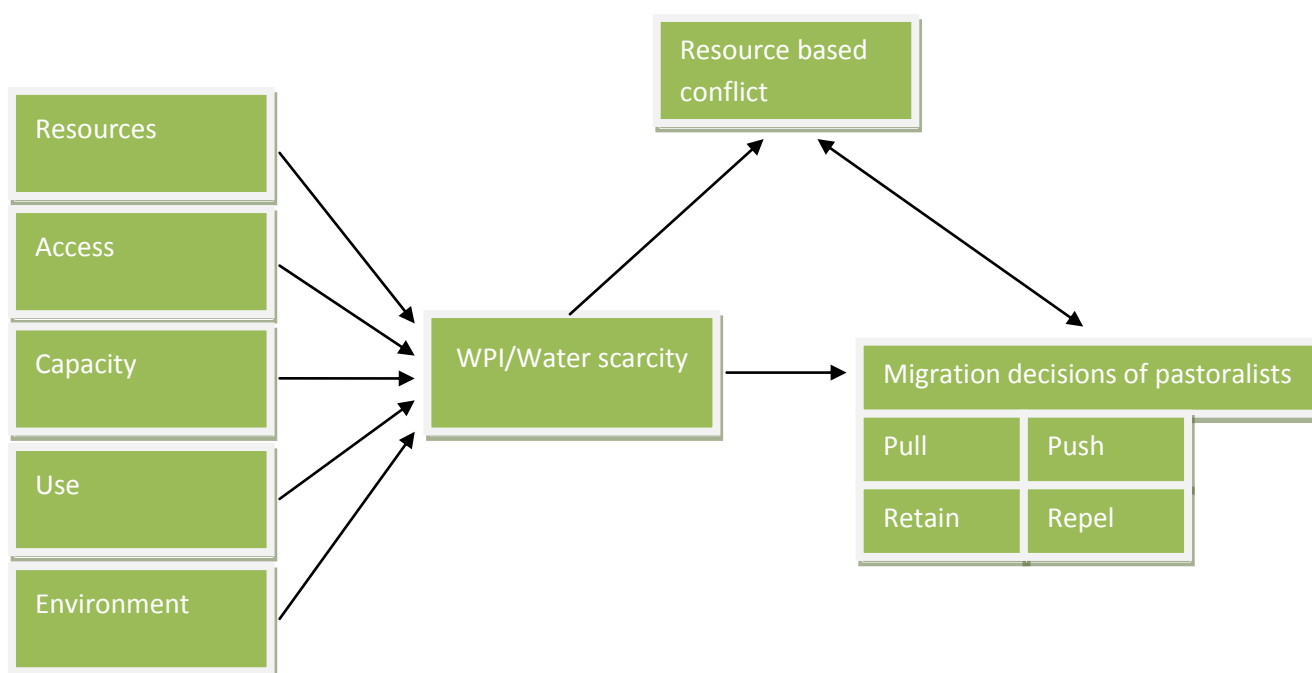 Resource based
conflict
Resources
Access
Capacity
Use
Environment
WPI/Water scarcity
Migration decisions of pastoralists
Pull
Push
Retain
Repel